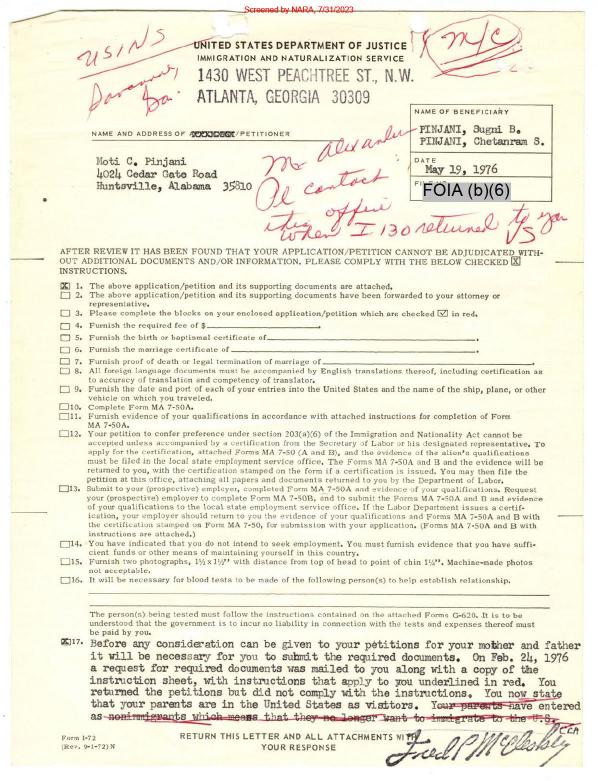 Screened by NARA, 7/31/2023
USINS
Savannah,
Ga.
M/C
UNITED STATES DEPARTMENT OF JUSTICE
IMMIGRATION AND NATURALIZATION SERVICE
1430 WEST PEACHTREE ST., N.W.
ATLANTA, GEORGIA 30309
NAME OF BENEFICIARY
PINJANI, Sugni B.
PINJANI, Chetanram S.
NAME AND ADDRESS OF PETITIONER
DATE
May 19, 1976
FOIA (b)(6)
Moti C. Pinjani
4024 Cedar Gate Road
Huntsville, Alabama 35810
Mr Alexander
Pl contact
this office
when I 130 returned to you
VS
AFTER REVIEW IT HAS BEEN FOUND THAT YOUR APPLICATION/PETITION CANNOT BE ADJUDICATED WITH-
OUT ADDITIONAL DOCUMENTS AND/OR INFORMATION. PLEASE COMPLY WITH THE BELOW CHECKED ☒
INSTRUCTIONS.
☒ 1. The above application/petition and its supporting documents are attached.
☐ 2. The above application/petition and its supporting documents have been forwarded to your attorney or
representative.
☐ 3. Please complete the blocks on your enclosed application/petition which are checked ☑ in red.
☐ 4. Furnish the required fee of $
☐ 5. Furnish the birth or baptismal certificate of
☐ 6. Furnish the marriage certificate of
☐ 7. Furnish proof of death or legal termination of marriage of
☐ 8. All foreign language documents must be accompanied by English translations thereof, including certification as
to accuracy of translation and competency of translator.
☐ 9. Furnish the date and port of each of your entries into the United States and the name of the ship, plane, or other
vehicle on which you traveled.
☐10. Complete Form MA 7-50A.
☐11. Furnish evidence of your qualifications in accordance with attached instructions for completion of Form
MA 7-50A.
☐12. Your petition to confer preference under section 203(a)(6) of the Immigration and Nationality Act cannot be
accepted unless accompanied by a certification from the Secretary of Labor or his designated representative. To
apply for the certification, attached Forms MA 7-50 (A and B), and the evidence of the alien's qualifications
must be filed in the local state employment service office. The Forms MA 7-50A and B and the evidence will be
returned to you, with the certification stamped on the form if a certification is issued. You may then file the
petition at this office, attaching all papers and documents returned to you by the Department of Labor.
☐13. Submit to your (prospective) employer, completed Form MA 7-50A and evidence of your qualifications. Request
your (prospective) employer to complete Form MA 7-50B, and to submit the Forms MA 7-50A and B and evidence
of your qualifications to the local state employment service office. If the Labor Department issues a certif-
ication, your employer should return to you the evidence of your qualifications and Forms MA 7-50A and B with
the certification stamped on Form MA 7-50, for submission with your application. (Forms MA 7-50A and B with
instructions are attached.)
☐14. You have indicated that you do not intend to seek employment. You must furnish evidence that you have suffi-
cient funds or other means of maintaining yourself in this country.
☐15. Furnish two photographs, 1½ x 1½" with distance from top of head to point of chin 1¼". Machine-made photos
not acceptable.
☐16. It will be necessary for blood tests to be made of the following person(s) to help establish relationship.
The person(s) being tested must follow the instructions contained on the attached Forms G-620. It is to be
understood that the government is to incur no liability in connection with the tests and expenses thereof must
be paid by you.
☒17. Before any consideration can be given to your petitions for your mother and father
it will be necessary for you to submit the required documents. On Feb. 24, 1976
a request for required documents was mailed to you along with a copy of the
instruction sheet, with instructions that apply to you underlined in red. You
returned the petitions but did not comply with the instructions. You now state
that your parents are in the United States as visitors. Your parents have entered
as nonimmigrants which means that they no longer want to immigrate to the U.S.
Form I-72
(Rev. 9-1-72) N
RETURN THIS LETTER AND ALL ATTACHMENTS WITH
YOUR RESPONSE